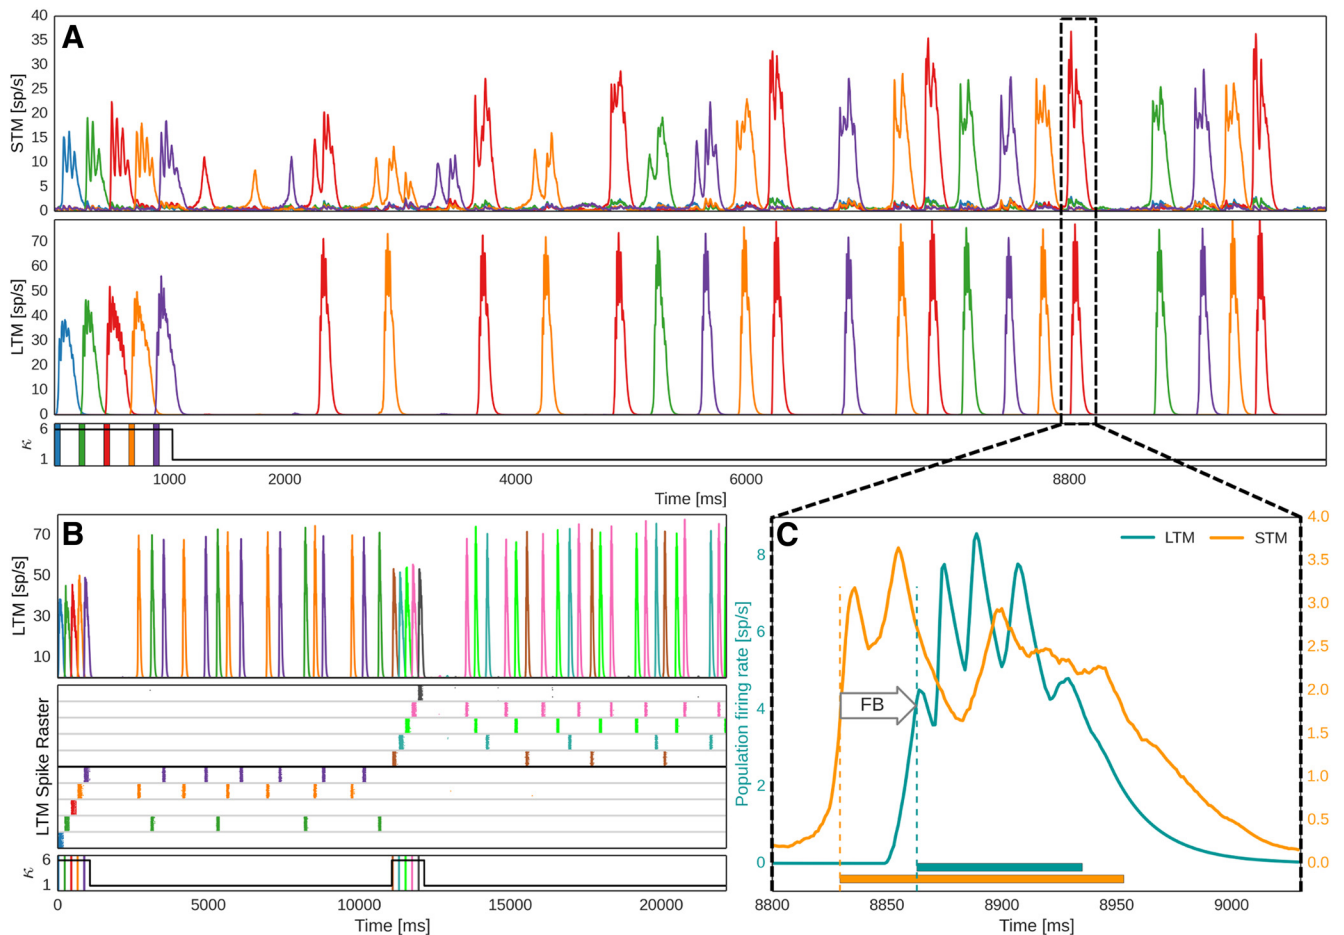 A
STM [sp/s]
40
35
30
25
20
15
10
5
0
LTM [sp/s]
70
60
50
40
30
20
10
0
κ
6
1
1000 2000 4000 6000 8800
Time [ms]
B
LTM [sp/s]
70
50
30
10
LTM Spike Raster
κ
6
1
0 5000 10000 15000 20000
Time [ms]
C
LTM STM
Population firing rate [sp/s]
8
6
4
2
0
FB
4.0
3.5
3.0
2.5
2.0
1.5
1.0
0.5
0.0
8800 8850 8900 8950 9000
Time [ms]